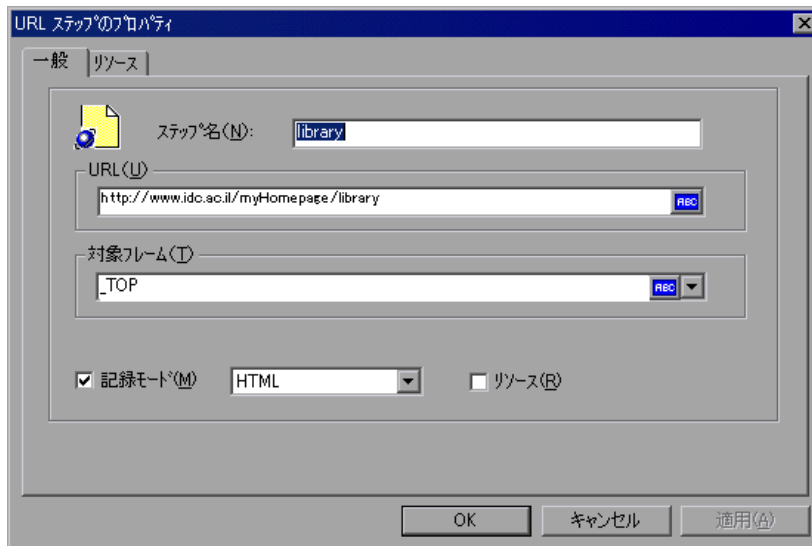 URL ステップのプロパティ
一般
リソース
ステップ名(N):
library
URL(U)
http://www.idc.ac.il/myHomepage/library
ABC
対象フレーム(T)
_TOP
ABC
記録モード(M)
HTML
リソース(R)
OK
キャンセル
適用(A)